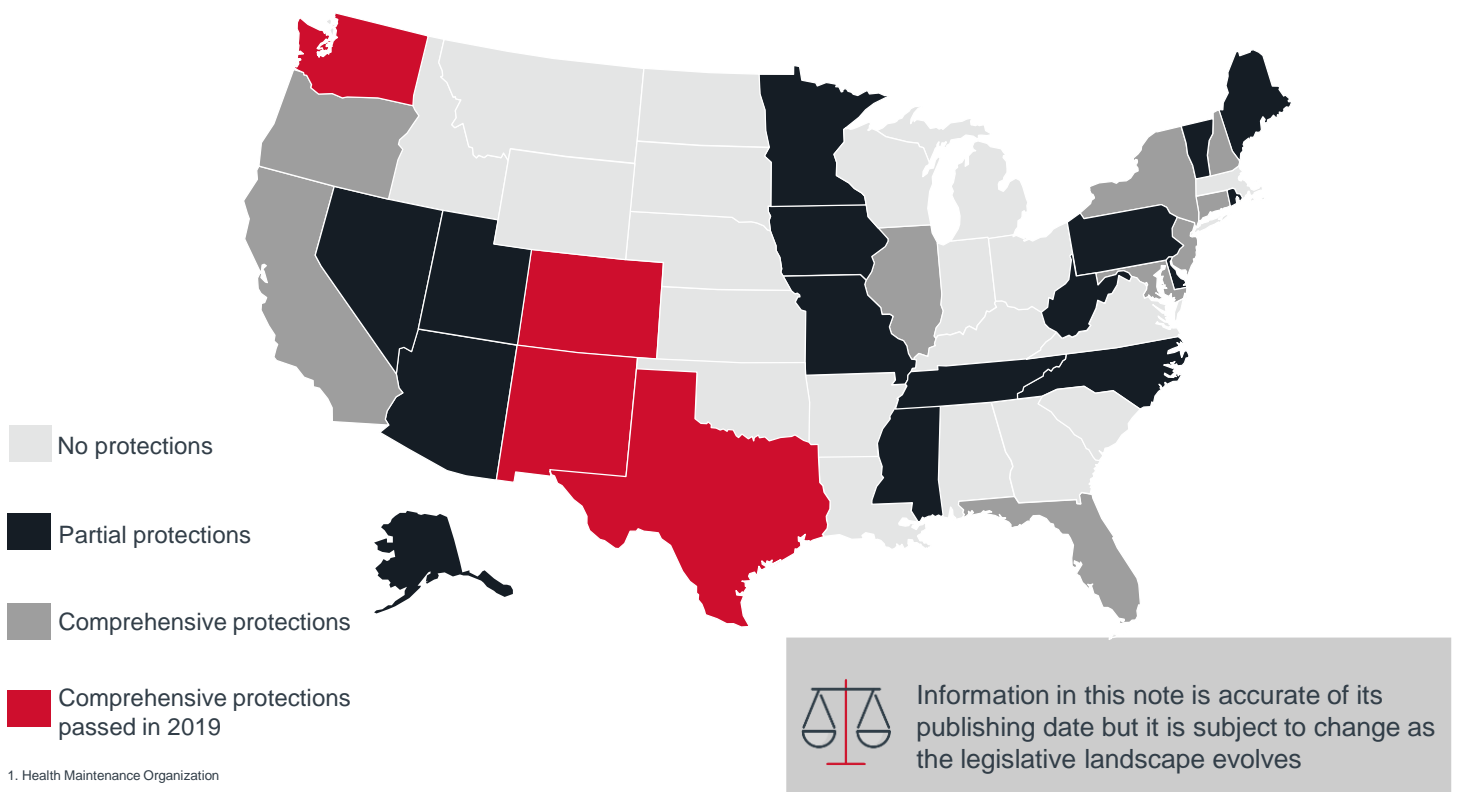 No protections
Partial protections
Comprehensive protections
Comprehensive protections
passed in 2019
1. Health Maintenance Organization
Information in this note is accurate of its
publishing date but it is subject to change as
the legislative landscape evolves